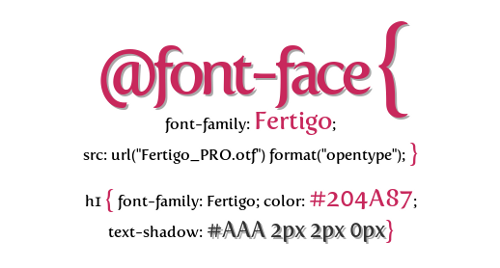 @font-face{
font-family: Fertigo;
src: url("Fertigo_PRO.otf") format("opentype"); }
h1 { font-family: Fertigo; color: #204A87;
text-shadow: #AAA 2px 2px 0px}